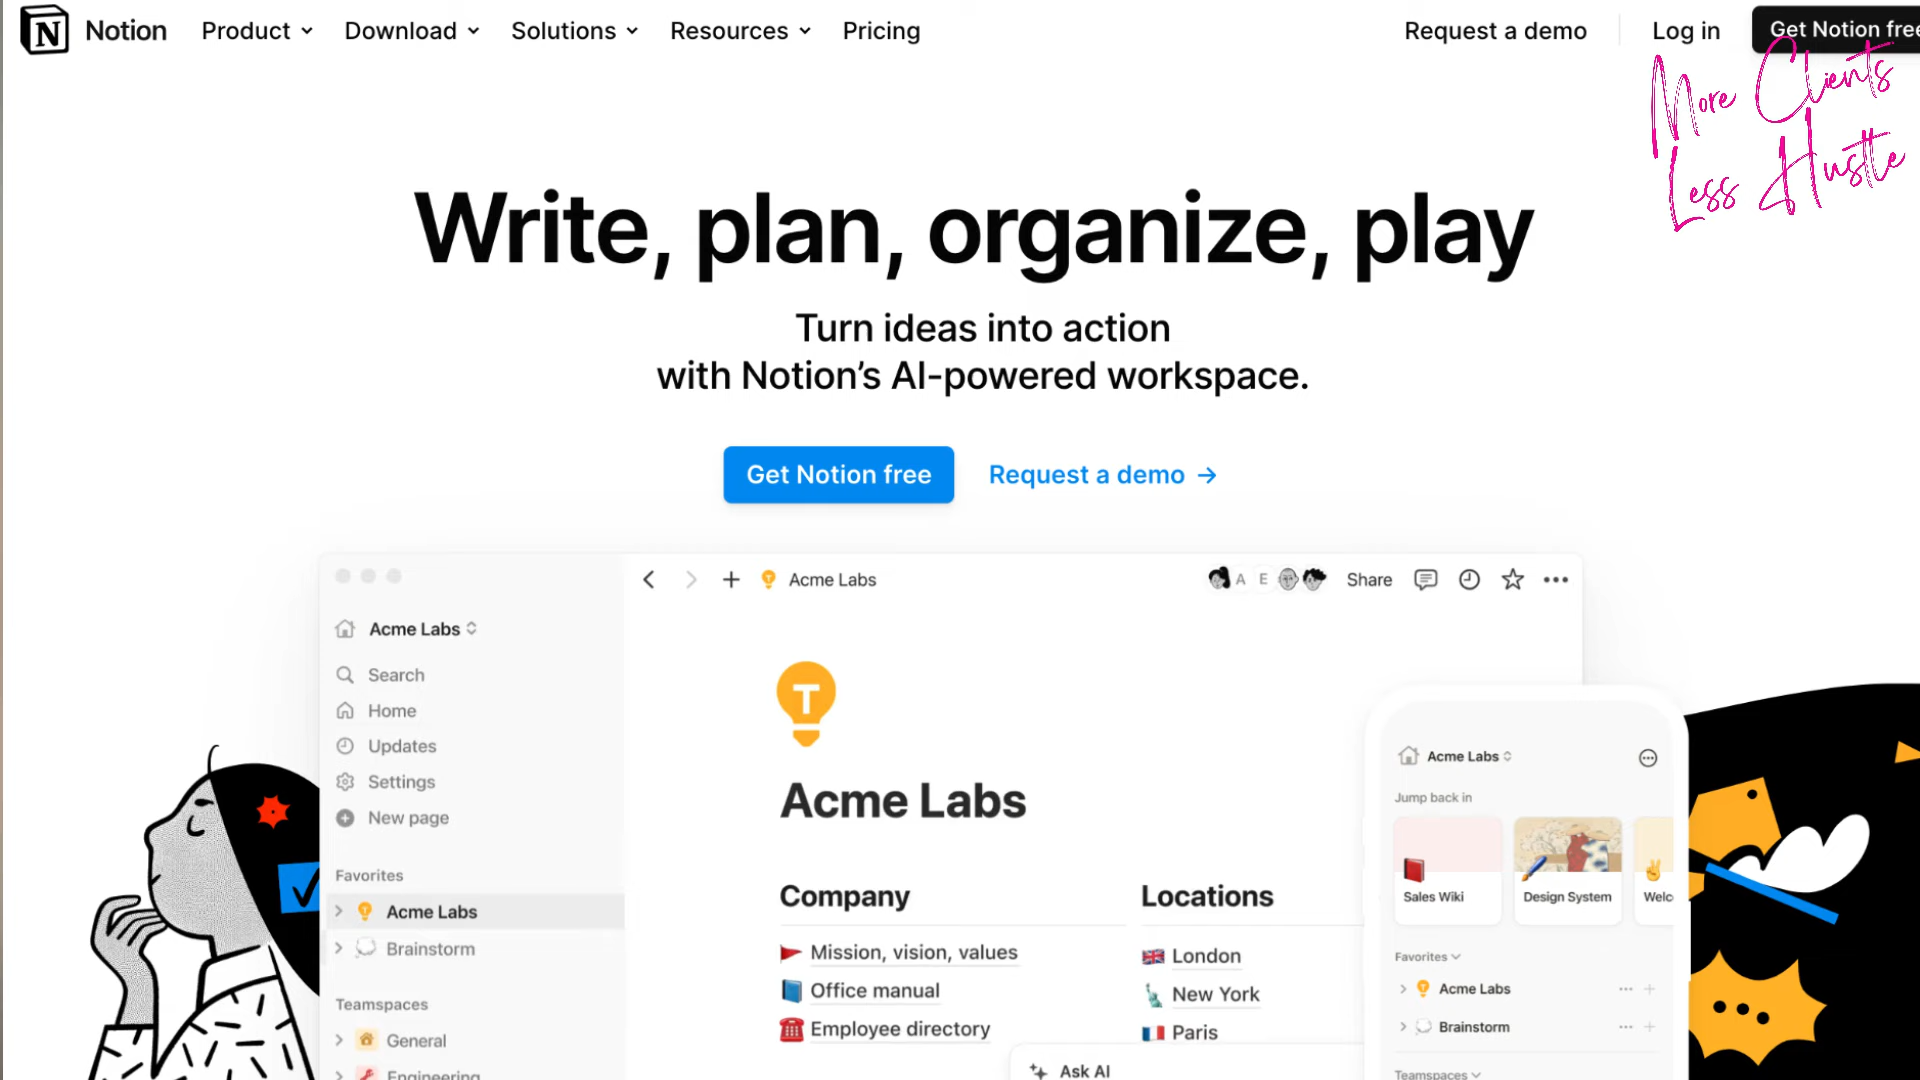 Notion Product Download Solutions Resources Pricing Request a demo Log in Get Notion free
More Clients
Less Hustle
Write, plan, organize, play
Turn ideas into action
with Notion’s AI-powered workspace.
Get Notion free Request a demo →
Acme Labs A E Share
Acme Labs
Search
Home
Updates
Settings
New page
Favorites
Acme Labs
Brainstorm
Teamspaces
General
Engineering
T
Acme Labs
Company
Mission, vision, values
Office manual
Employee directory
Locations
London
New York
Paris
Ask AI
Acme Labs
Jump back in
Sales Wiki Design System Welc
Favorites
Acme Labs
Brainstorm
Teamspaces